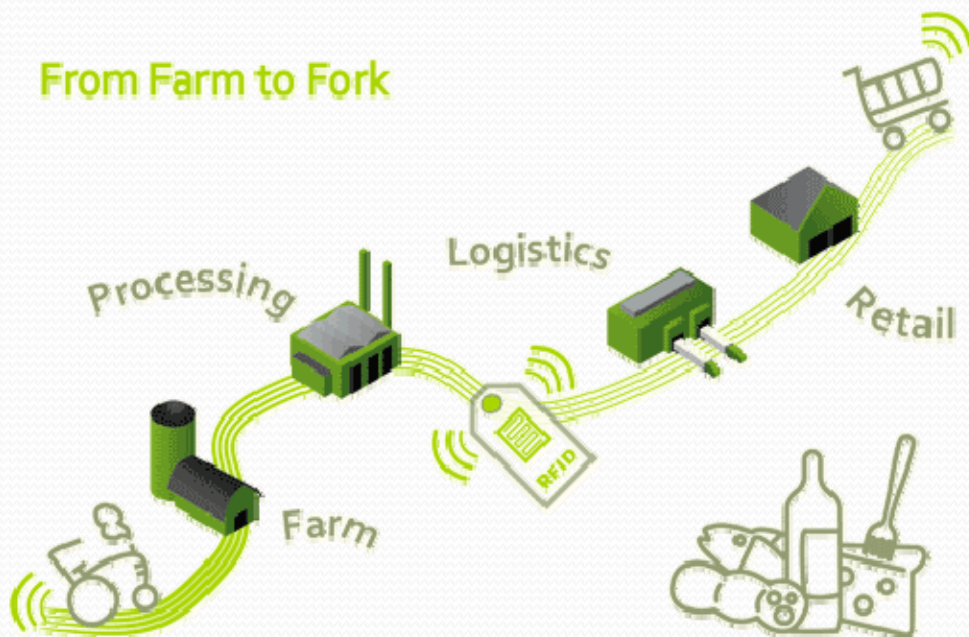 From Farm to Fork
Processing
Logistics
Retail
RFID
Farm